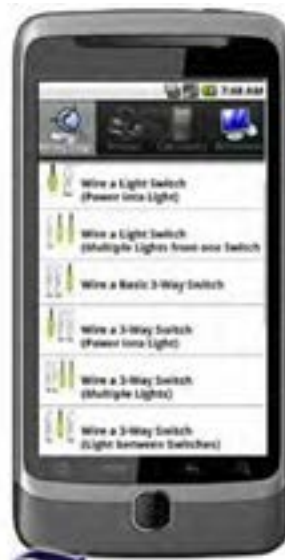 7:48 AM
Wire a Light Switch
(Power into Light)
Wire a Light Switch
(Multiple Lights from one Switch
Wire a Basic 3-Way Switch
Wire a 3-Way Switch
(Power into Light)
Wire a 3-Way Switch
(Multiple Lights)
Wire a 3-Way Switch
(Light between Switches)